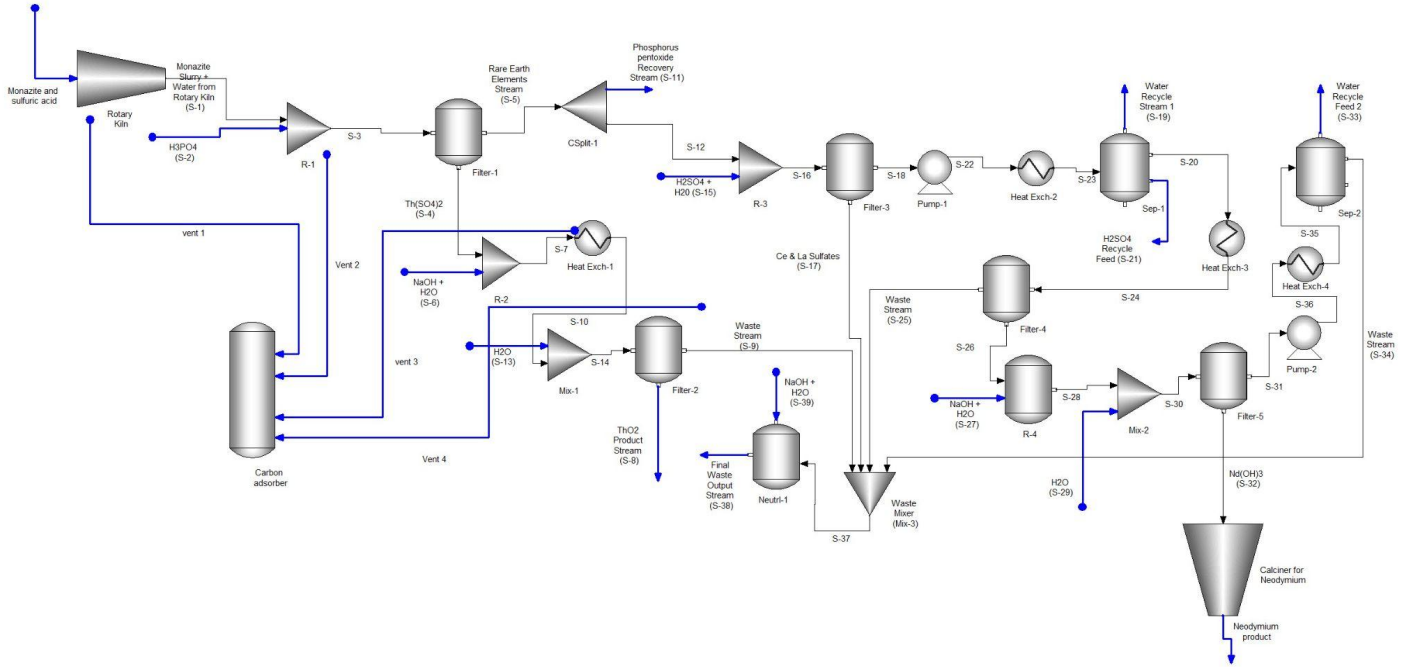 Monazite and
sulfuric acid
Rotary
Kiln
Monazite
Slurry +
Water from
Rotary Kiln
(S-1)
H3PO4
(S-2)
R-1
S-3
Rare Earth
Elements
Stream
(S-5)
Filter-1
Phosphorus
pentoxide
Recovery
Stream (S-11)
CSplit-1
S-12
H2SO4 +
H20 (S-15)
R-3
S-16
Filter-3
S-18
Pump-1
S-22
Heat Exch-2
S-23
Water
Recycle
Stream 1
(S-19)
S-20
Sep-1
H2SO4
Recycle
Feed (S-21)
Heat Exch-3
Water
Recycle
Feed 2
(S-33)
Sep-2
S-35
Heat Exch-4
S-36
Pump-2
Waste
Stream
(S-34)
Th(SO4)2
(S-4)
vent 1
Vent 2
NaOH +
H2O
(S-6)
R-2
S-7
Heat Exch-1
S-10
H2O
(S-13)
Mix-1
S-14
vent 3
Vent 4
Carbon
adsorber
Filter-2
Waste
Stream
(S-9)
ThO2
Product
Stream
(S-8)
Ce & La Sulfates
(S-17)
Waste
Stream
(S-25)
Filter-4
S-24
S-26
NaOH +
H2O
(S-27)
R-4
S-28
Mix-2
H2O
(S-29)
S-30
Filter-5
S-31
Nd(OH)3
(S-32)
NaOH +
H2O
(S-39)
Final
Waste
Output
Stream
(S-38)
Neutrl-1
Waste
Mixer
(Mix-3)
S-37
Calciner for
Neodymium
Neodymium
product